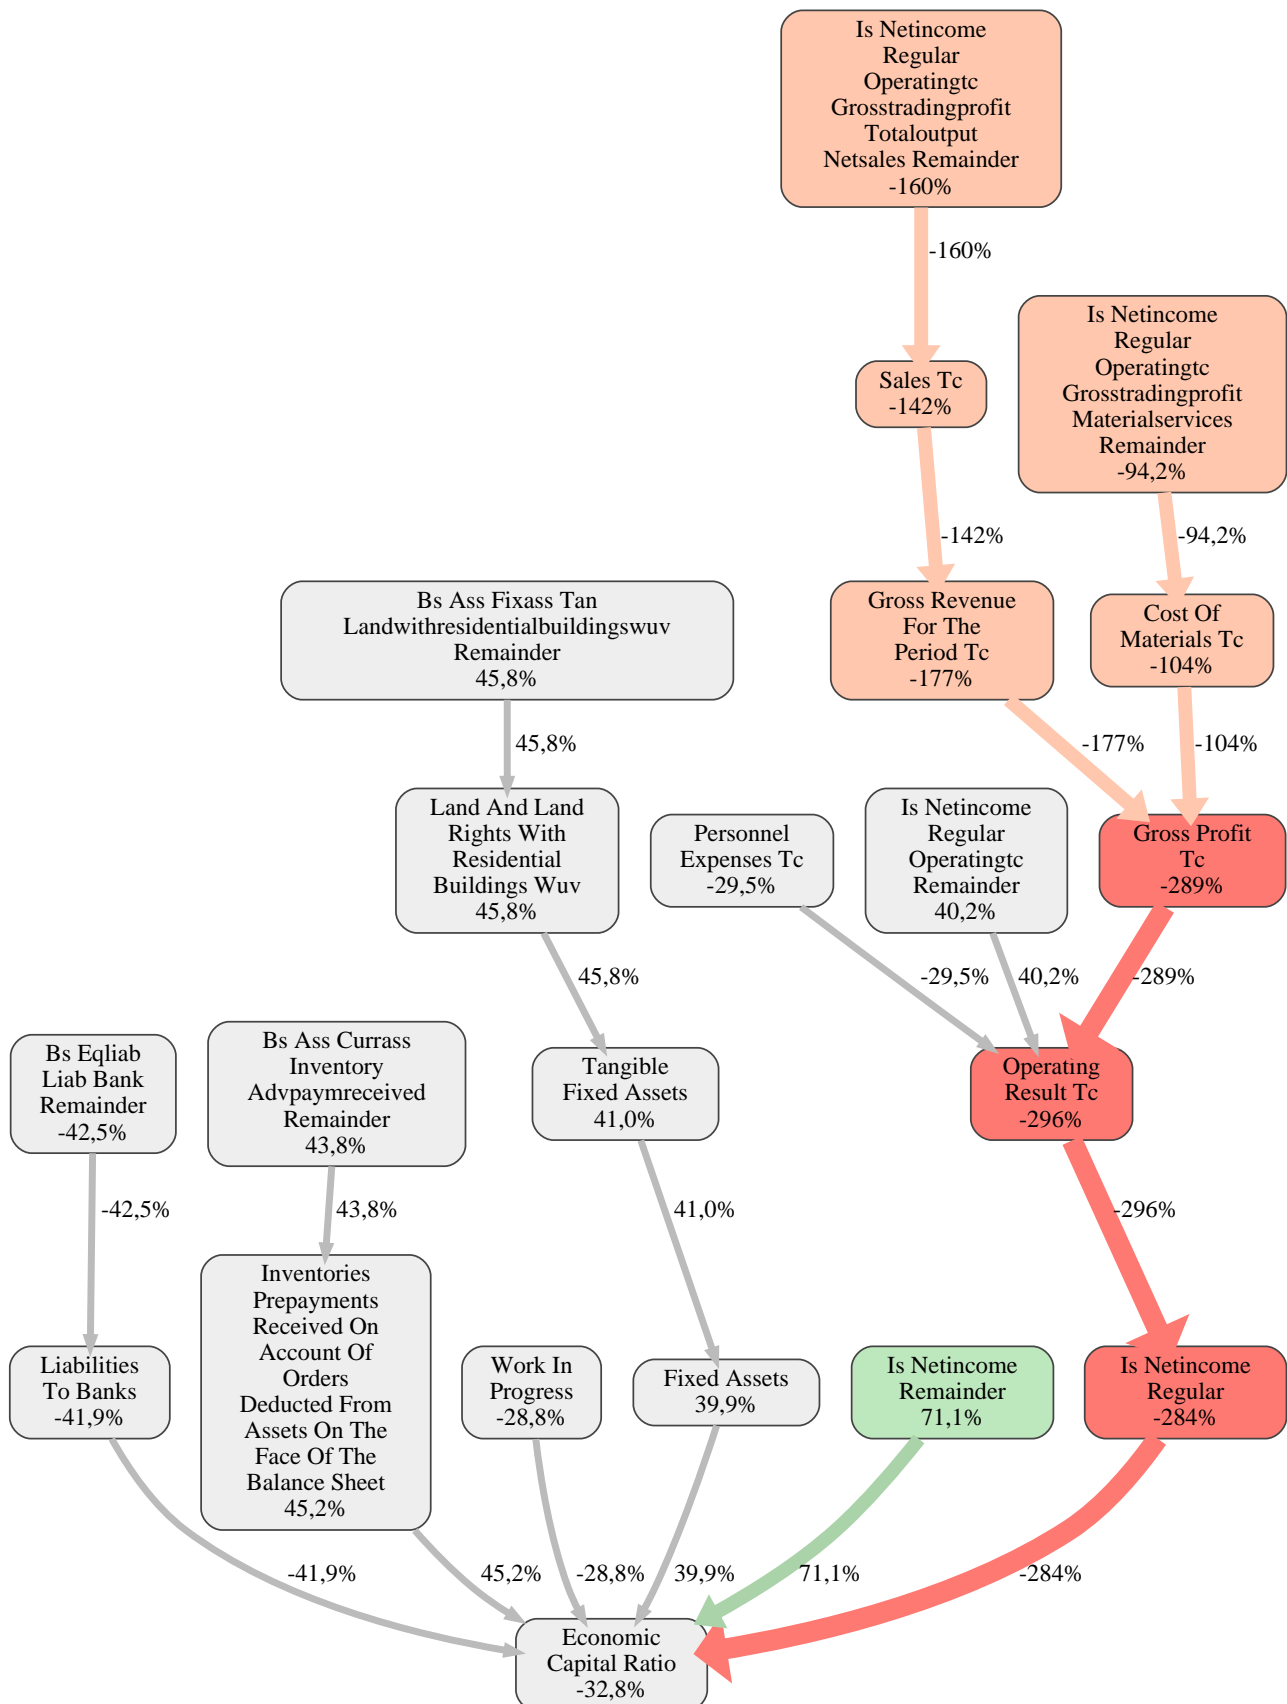 Is Netincome
Regular
Operatingtc
Grosstradingprofit
Totaloutput
Netsales Remainder
-160%
-160%
Is Netincome
Regular
Operatingtc
Grosstradingprofit
Materialservices
Remainder
-94,2%
Sales Tc
-142%
-142%
-94,2%
Bs Ass Fixass Tan
Landwithresidentialbuildingswuv
Remainder
45,8%
Gross Revenue
For The
Period Tc
-177%
Cost Of
Materials Tc
-104%
45,8%
-177%
-104%
Land And Land
Rights With
Residential
Buildings Wuv
45,8%
Personnel
Expenses Tc
-29,5%
Is Netincome
Regular
Operatingtc
Remainder
40,2%
Gross Profit
Tc
-289%
45,8%
-29,5%
40,2%
-289%
Bs Eqliab
Liab Bank
Remainder
-42,5%
Bs Ass Currass
Inventory
Advpaymreceived
Remainder
43,8%
Tangible
Fixed Assets
41,0%
Operating
Result Tc
-296%
-42,5%
43,8%
41,0%
-296%
Liabilities
To Banks
-41,9%
Inventories
Prepayments
Received On
Account Of
Orders
Deducted From
Assets On The
Face Of The
Balance Sheet
45,2%
Work In
Progress
-28,8%
Fixed Assets
39,9%
Is Netincome
Remainder
71,1%
Is Netincome
Regular
-284%
-41,9%
45,2%
-28,8%
39,9%
71,1%
-284%
Economic
Capital Ratio
-32,8%